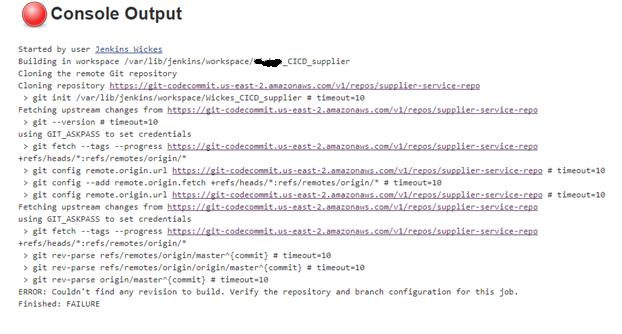 Console Output
Started by user Jenkins Wickes
Building in workspace /var/lib/jenkins/workspace/_CICD_supplier
Cloning the remote Git repository
Cloning repository https://git-codecommit.us-east-2.amazonaws.com/v1/repos/supplier-service-repo
> git init /var/lib/jenkins/workspace/Wickes_CICD_supplier # timeout=10
Fetching upstream changes from https://git-codecommit.us-east-2.amazonaws.com/v1/repos/supplier-service-repo
> git --version # timeout=10
using GIT_ASKPASS to set credentials
> git fetch --tags --progress https://git-codecommit.us-east-2.amazonaws.com/v1/repos/supplier-service-repo
+refs/heads/*:refs/remotes/origin/*
> git config remote.origin.url https://git-codecommit.us-east-2.amazonaws.com/v1/repos/supplier-service-repo # timeout=10
> git config --add remote.origin.fetch +refs/heads/*:refs/remotes/origin/* # timeout=10
> git config remote.origin.url https://git-codecommit.us-east-2.amazonaws.com/v1/repos/supplier-service-repo # timeout=10
Fetching upstream changes from https://git-codecommit.us-east-2.amazonaws.com/v1/repos/supplier-service-repo
using GIT_ASKPASS to set credentials
> git fetch --tags --progress https://git-codecommit.us-east-2.amazonaws.com/v1/repos/supplier-service-repo
+refs/heads/*:refs/remotes/origin/*
> git rev-parse refs/remotes/origin/master^{commit} # timeout=10
> git rev-parse refs/remotes/origin/origin/master^{commit} # timeout=10
> git rev-parse origin/master^{commit} # timeout=10
ERROR: Couldn't find any revision to build. Verify the repository and branch configuration for this job.
Finished: FAILURE